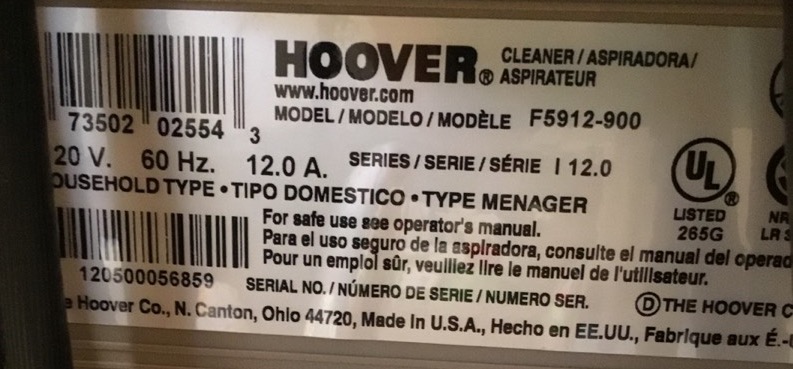 HOOVER® CLEANER / ASPIRADORA /
ASPIRATEUR
www.hoover.com
MODEL / MODELO / MODÈLE F5912-900
73502 02554 3
20 V. 60 Hz. 12.0 A. SERIES / SERIE / SÉRIE I 12.0
OUSEHOLD TYPE • TIPO DOMESTICO • TYPE MENAGER
UL®
LISTED
265G
NR
LR
For safe use see operator's manual.
Para el uso seguro de la aspiradora, consulte el manual del operad
Pour un emploi sûr, veuillez lire le manuel de l'utilisateur.
120500056859
SERIAL NO. / NÚMERO DE SERIE / NUMERO SER. D THE HOOVER C
e Hoover Co., N. Canton, Ohio 44720, Made in U.S.A., Hecho en EE.UU., Fabrique aux É.-